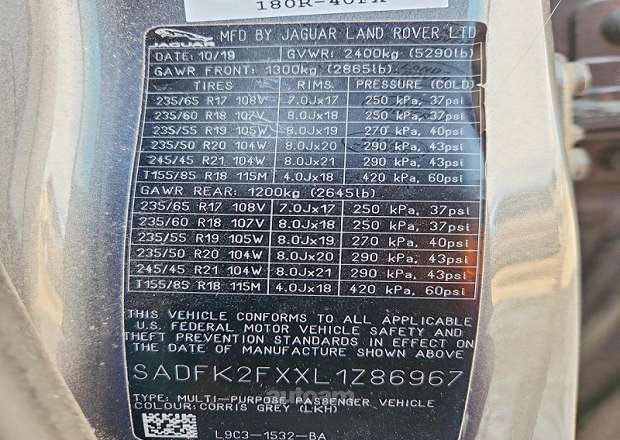 180R-40FX
JAGUAR MFD BY JAGUAR LAND ROVER LTD
DATE: 10/19 GVWR: 2400kg (5290lb)
GAWR FRONT: 1300kg (2865lb)
TIRES RIMS PRESSURE (COLD)
235/65 R17 108V 7.0Jx17 250 kPa, 37psi
235/60 R18 107V 8.0Jx18 250 kPa, 37psi
235/55 R19 105W 8.0Jx19 270 kPa, 40psi
235/50 R20 104W 8.0Jx20 290 kPa, 43psi
245/45 R21 104W 8.0Jx21 290 kPa, 43psi
T155/85 R18 115M 4.0Jx18 420 kPa, 60psi
GAWR REAR: 1200kg (2645lb)
235/65 R17 108V 7.0Jx17 250 kPa, 37psi
235/60 R18 107V 8.0Jx18 250 kPa, 37psi
235/55 R19 105W 8.0Jx19 270 kPa, 40psi
235/50 R20 104W 8.0Jx20 290 kPa, 43psi
245/45 R21 104W 8.0Jx21 290 kPa, 43psi
T155/85 R18 115M 4.0Jx18 420 kPa, 60psi
THIS VEHICLE CONFORMS TO ALL APPLICABLE
U.S. FEDERAL MOTOR VEHICLE SAFETY AND
THEFT PREVENTION STANDARDS IN EFFECT ON
THE DATE OF MANUFACTURE SHOWN ABOVE
SADFK2FXXL1Z86967
TYPE: MULTI-PURPOSE PASSENGER VEHICLE
COLOUR: CORRIS GREY (LKH)
L9C3-1532-BA